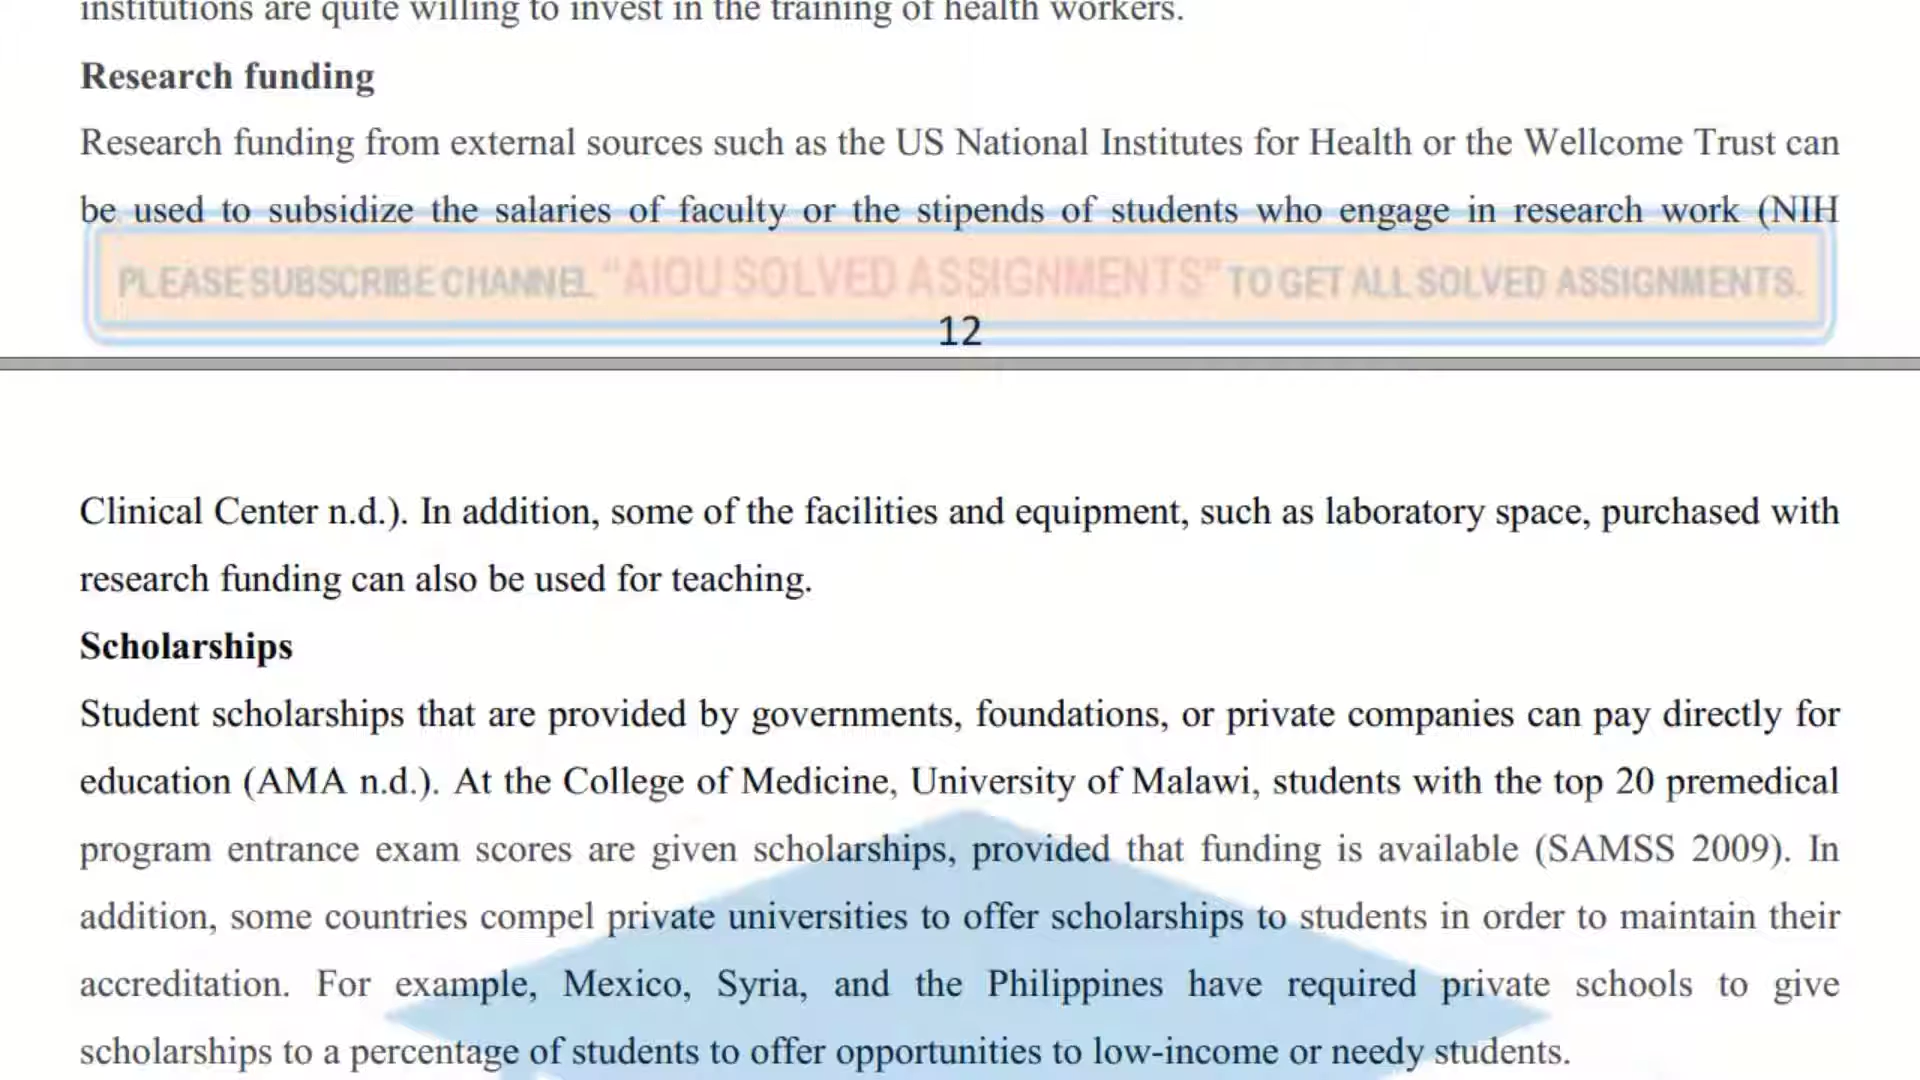 institutions are quite willing to invest in the training of health workers.
Research funding
Research funding from external sources such as the US National Institutes for Health or the Wellcome Trust can
be used to subsidize the salaries of faculty or the stipends of students who engage in research work (NIH
PLEASE SUBSCRIBE CHANNEL "AIOU SOLVED ASSIGNMENTS" TO GET ALL SOLVED ASSIGNMENTS.
12
Clinical Center n.d.). In addition, some of the facilities and equipment, such as laboratory space, purchased with
research funding can also be used for teaching.
Scholarships
Student scholarships that are provided by governments, foundations, or private companies can pay directly for
education (AMA n.d.). At the College of Medicine, University of Malawi, students with the top 20 premedical
program entrance exam scores are given scholarships, provided that funding is available (SAMSS 2009). In
addition, some countries compel private universities to offer scholarships to students in order to maintain their
accreditation. For example, Mexico, Syria, and the Philippines have required private schools to give
scholarships to a percentage of students to offer opportunities to low-income or needy students.